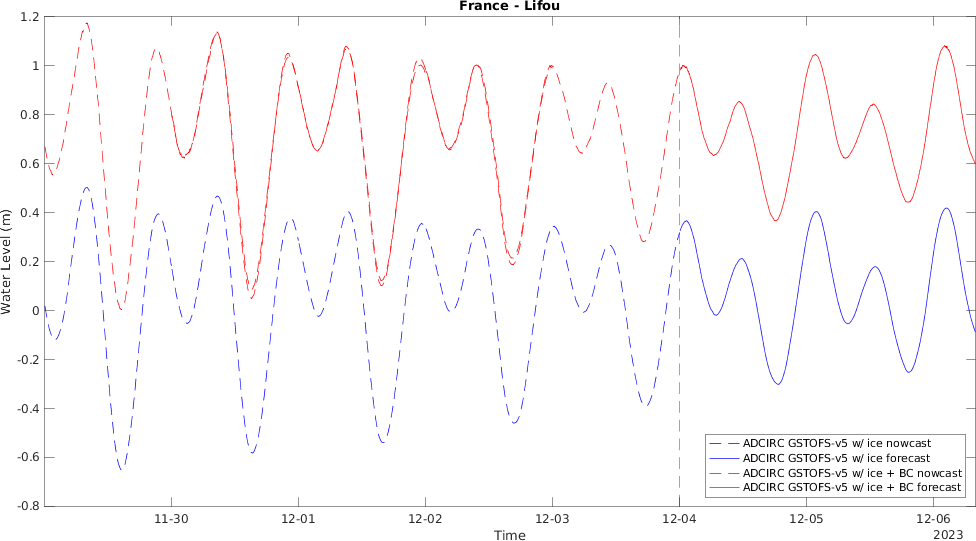 France - Lifou
1.2
1
0.8
0.6
0.4
0.2
0
-0.2
-0.4
-0.6
-0.8
Water Level (m)
ADCIRC GSTOFS-v5 w/ ice nowcast
ADCIRC GSTOFS-v5 w/ ice forecast
ADCIRC GSTOFS-v5 w/ ice + BC nowcast
ADCIRC GSTOFS-v5 w/ ice + BC forecast
11-30 12-01 12-02 12-03 12-04 12-05 12-06
Time
2023